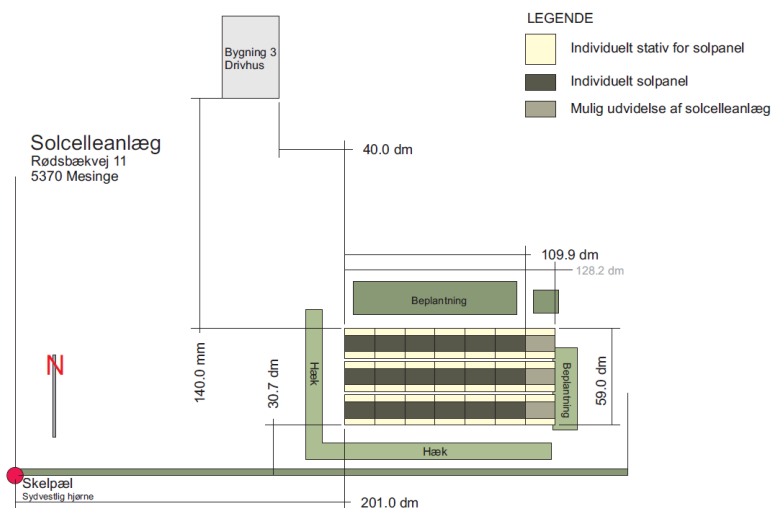 LEGENDE
Individuelt stativ for solpanel
Individuelt solpanel
Mulig udvidelse af solcelleanlæg
Bygning 3
Drivhus
Solcelleanlæg
Rødsbækvej 11
5370 Mesinge
40.0 dm
109.9 dm
128.2 dm
Beplantning
140.0 mm
30.7 dm
Hæk
Beplantning
59.0 dm
N
Hæk
Skelpæl
Sydvestlig hjørne
201.0 dm